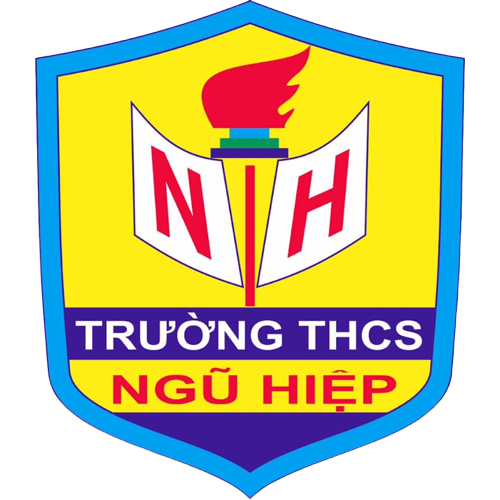 N H
TRƯỜNG THCS
NGŨ HIỆP